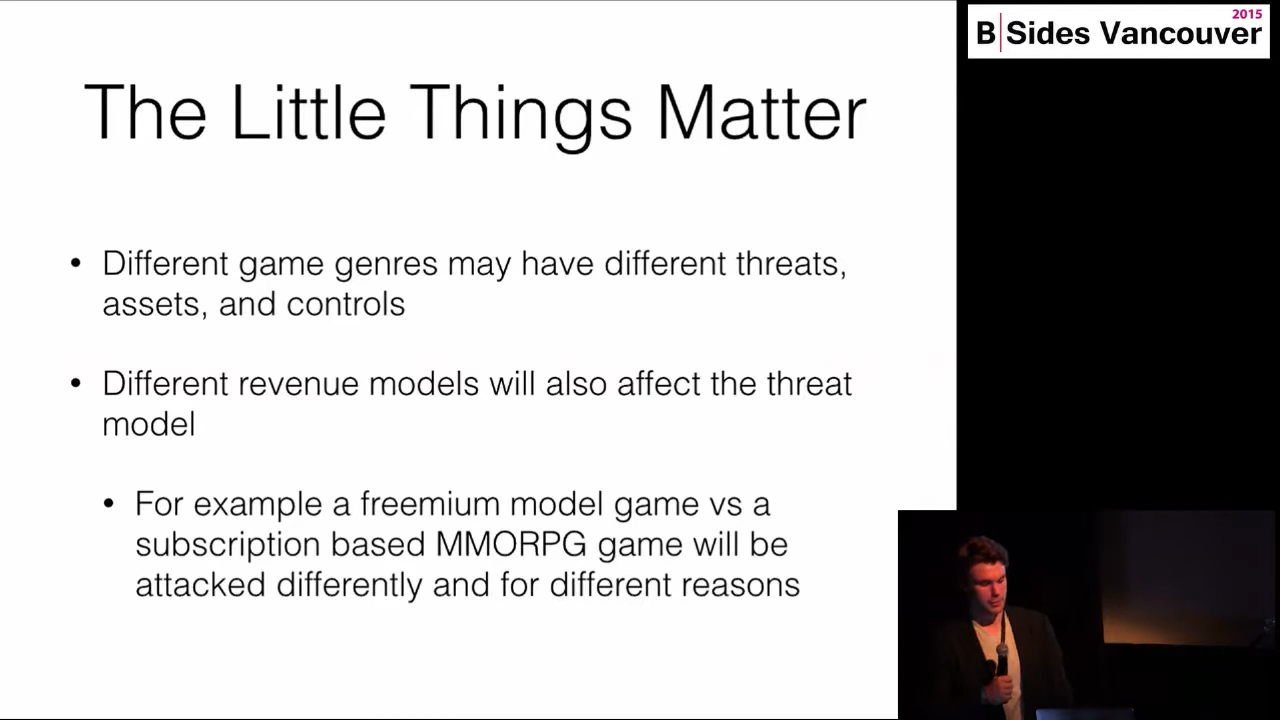 2015
B Sides Vancouver
The Little Things Matter
• Different game genres may have different threats,
assets, and controls
• Different revenue models will also affect the threat
model
• For example a freemium model game vs a
subscription based MMORPG game will be
attacked differently and for different reasons